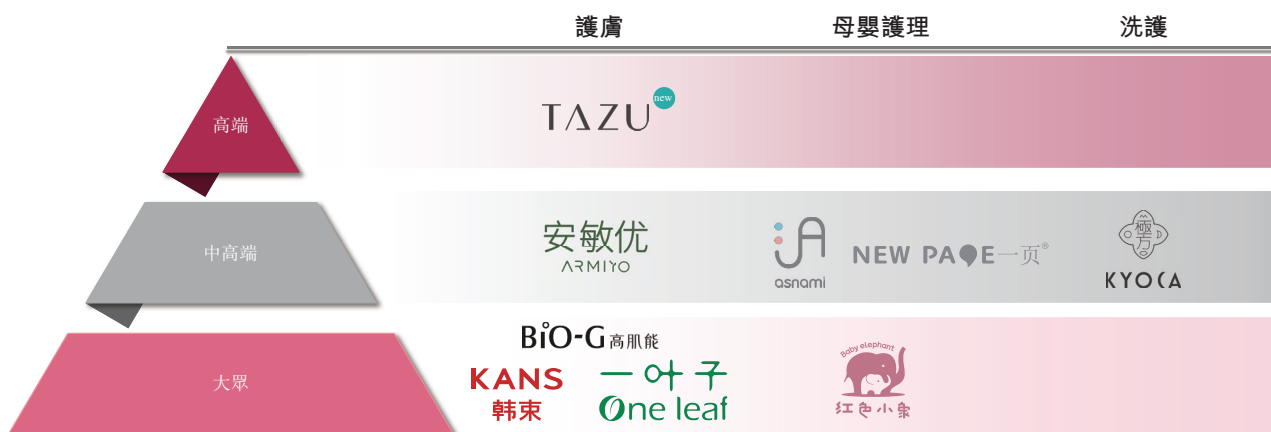 護膚 母嬰護理 洗護
高端
TAZU new
中高端
安敏优
ARMIYO
asnami
NEW PAGE一页®
極方
KYOCA
大眾
BiO-G高肌能
KANS
韩束
一叶子
One leaf
Baby elephant
红色小象